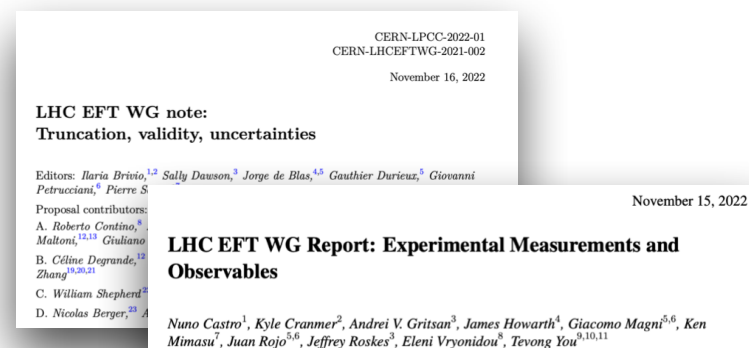 CERN-LPCC-2022-01
CERN-LHCEFTWG-2021-002
November 16, 2022
LHC EFT WG note:
Truncation, validity, uncertainties
Editors: Ilaria Brivio,1,2 Sally Dawson,3 Jorge de Blas,4,5 Gauthier Durieux,5 Giovanni
Petrucciani,6 Pierre
Proposal contributors:
A. Roberto Contino,8
Maltoni,12,13 Giuliano
B. Céline Degrande,12
Zhang19,20,21
C. William Shepherd
D. Nicolas Berger,23
November 15, 2022
LHC EFT WG Report: Experimental Measurements and
Observables
Nuno Castro1, Kyle Cranmer2, Andrei V. Gritsan3, James Howarth4, Giacomo Magni5,6, Ken
Mimasu7, Juan Rojo5,6, Jeffrey Roskes3, Eleni Vryonidou8, Tevong You9,10,11